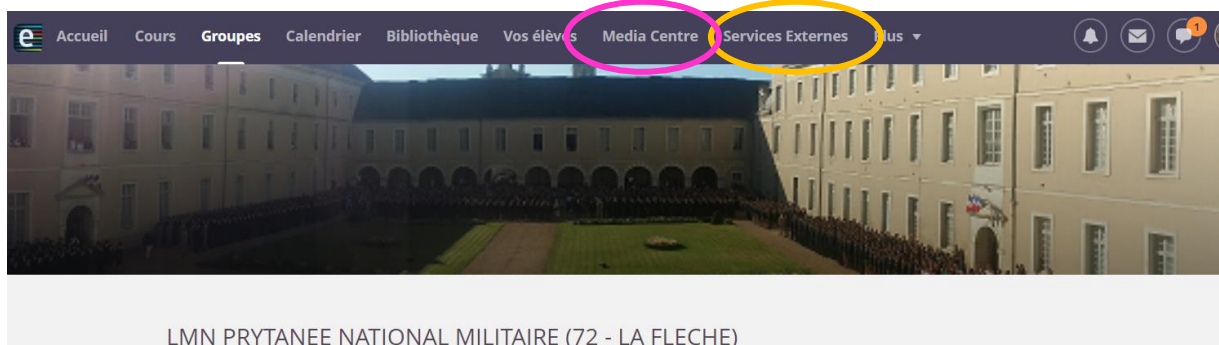 e Accueil Cours Groupes Calendrier Bibliothèque Vos élèves Media Centre Services Externes Plus 1
LMN PRYTANEE NATIONAL MILITAIRE (72 - LA FLECHE)